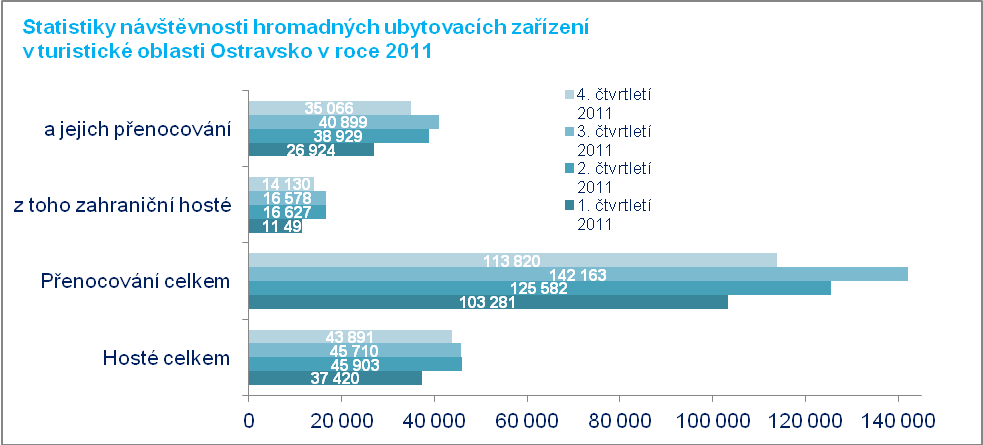 Statistiky návštěvnosti hromadných ubytovacích zařízení
v turistické oblasti Ostravsko v roce 2011
4. čtvrtletí
2011
3. čtvrtletí
2011
2. čtvrtletí
2011
1. čtvrtletí
2011
a jejich přenocování
35 066
40 899
38 929
26 924
z toho zahraniční hosté
14 130
16 578
16 627
11 49
Přenocování celkem
113 820
142 163
125 582
103 281
Hosté celkem
43 891
45 710
45 903
37 420
0 20 000 40 000 60 000 80 000 100 000 120 000 140 000